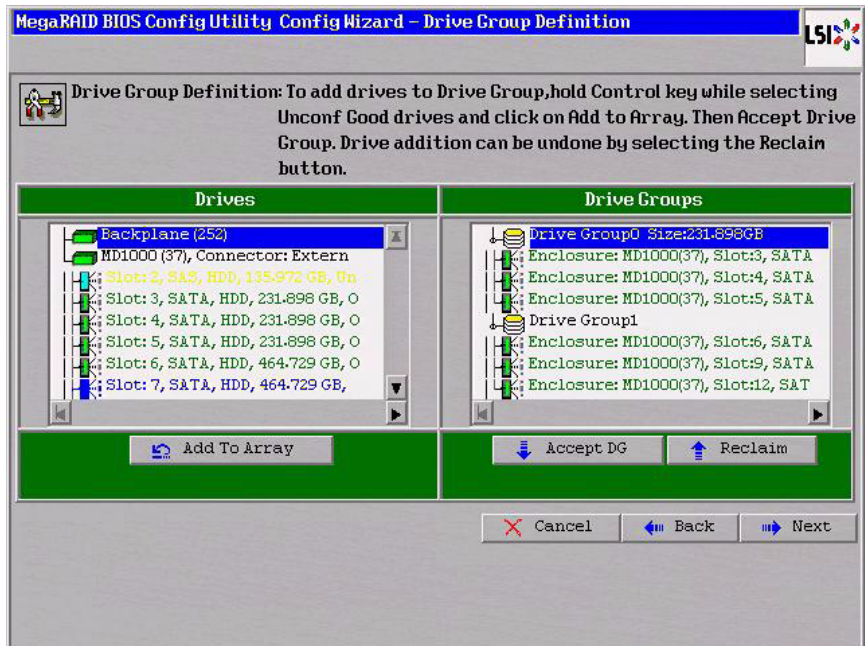 MegaRAID BIOS Config Utility Config Wizard – Drive Group Definition
LSI
Drive Group Definition: To add drives to Drive Group,hold Control key while selecting
Unconf Good drives and click on Add to Array. Then Accept Drive
Group. Drive addition can be undone by selecting the Reclaim
button.
Drives
Backplane (252)
MD1000 (37), Connector: Extern
Slot: 2, SAS, HDD, 135.972 GB, Un
Slot: 3, SATA, HDD, 231.898 GB, O
Slot: 4, SATA, HDD, 231.898 GB, O
Slot: 5, SATA, HDD, 231.898 GB, O
Slot: 6, SATA, HDD, 464.729 GB, O
Slot: 7, SATA, HDD, 464.729 GB,
Add To Array
Drive Groups
Drive Group0 Size:231.898GB
Enclosure: MD1000(37), Slot:3, SATA
Enclosure: MD1000(37), Slot:4, SATA
Enclosure: MD1000(37), Slot:5, SATA
Drive Group1
Enclosure: MD1000(37), Slot:6, SATA
Enclosure: MD1000(37), Slot:9, SATA
Enclosure: MD1000(37), Slot:12, SAT
Accept DG
Reclaim
Cancel
Back
Next